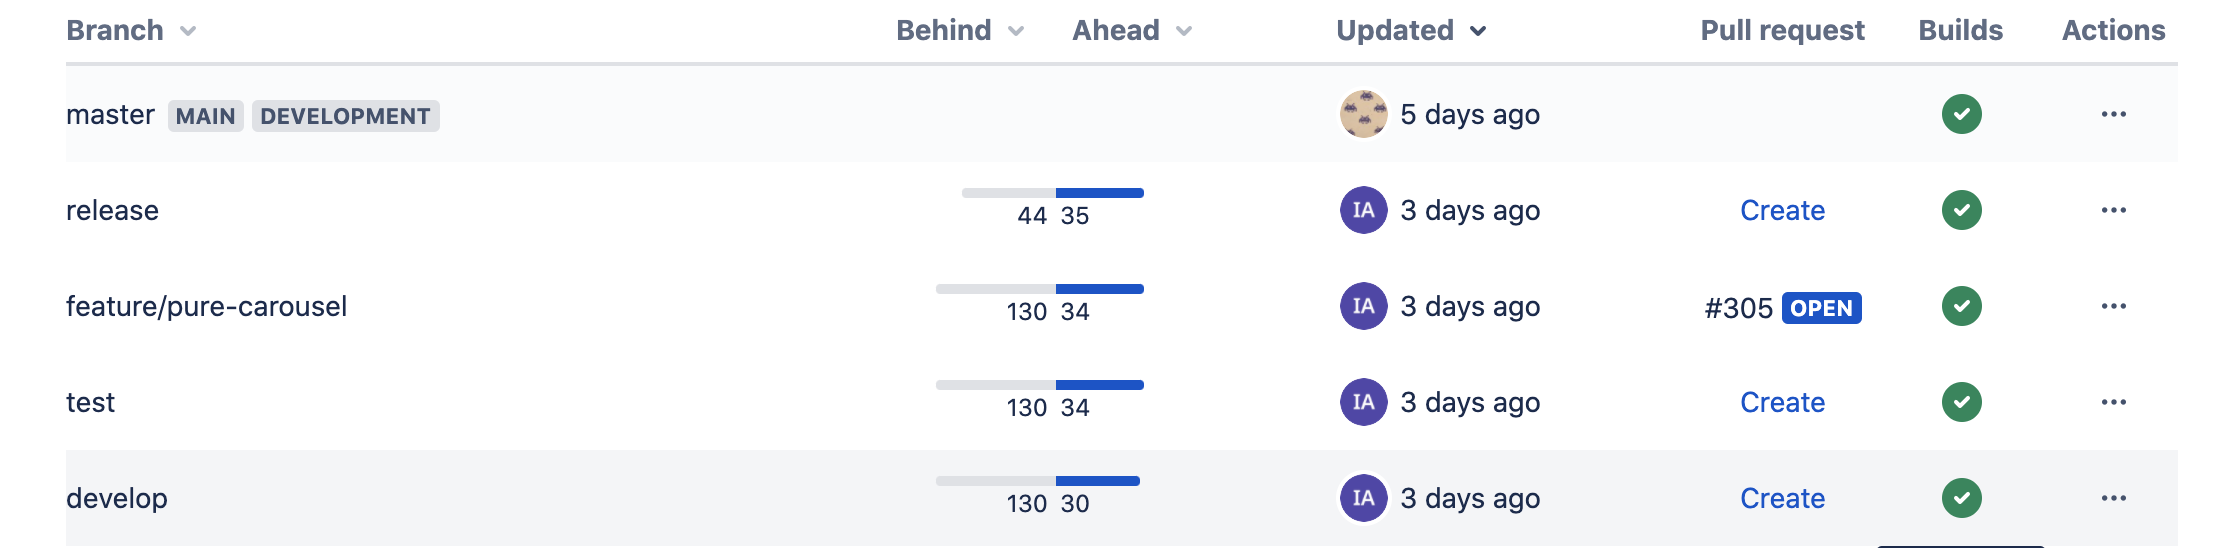 Branch Behind Ahead Updated Pull request Builds Actions
master MAIN DEVELOPMENT 5 days ago
release 44 35 IA 3 days ago Create
feature/pure-carousel 130 34 IA 3 days ago #305 OPEN
test 130 34 IA 3 days ago Create
develop 130 30 IA 3 days ago Create